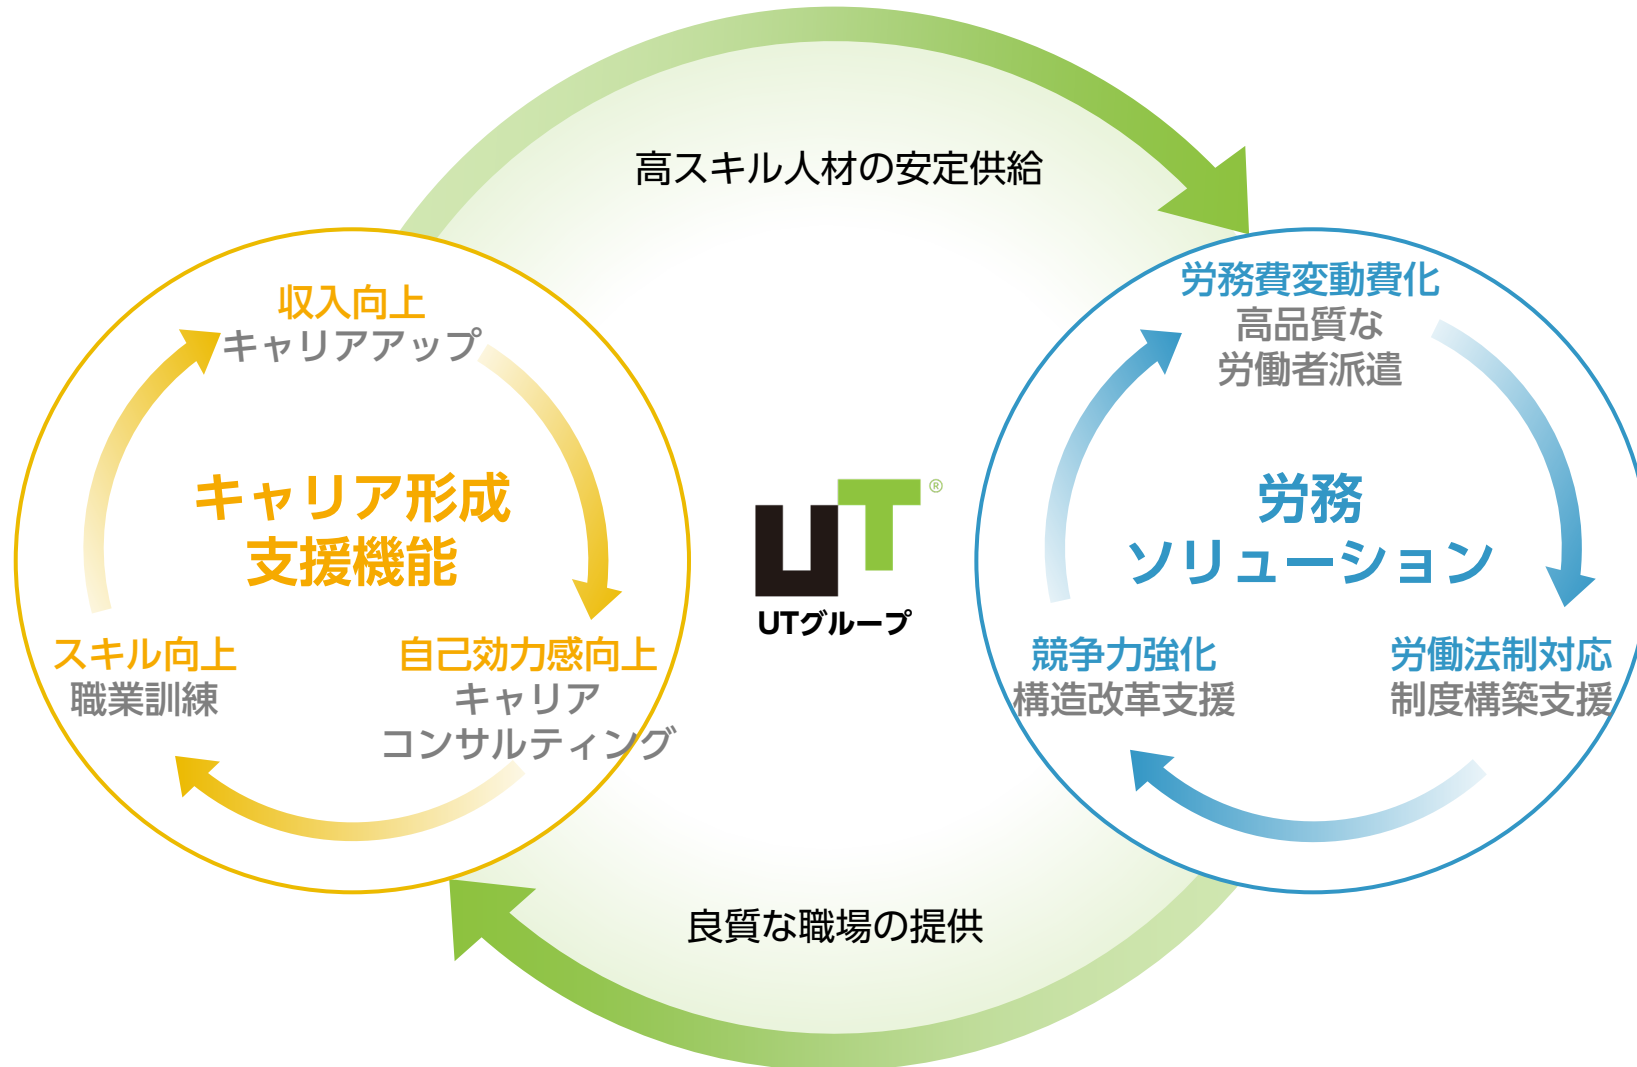 高スキル人材の安定供給
収入向上
キャリアアップ
キャリア形成
支援機能
スキル向上
職業訓練
自己効力感向上
キャリア
コンサルティング
UT®
UTグループ
労務費変動費化
高品質な
労働者派遣
労務
ソリューション
競争力強化
構造改革支援
労働法制対応
制度構築支援
良質な職場の提供